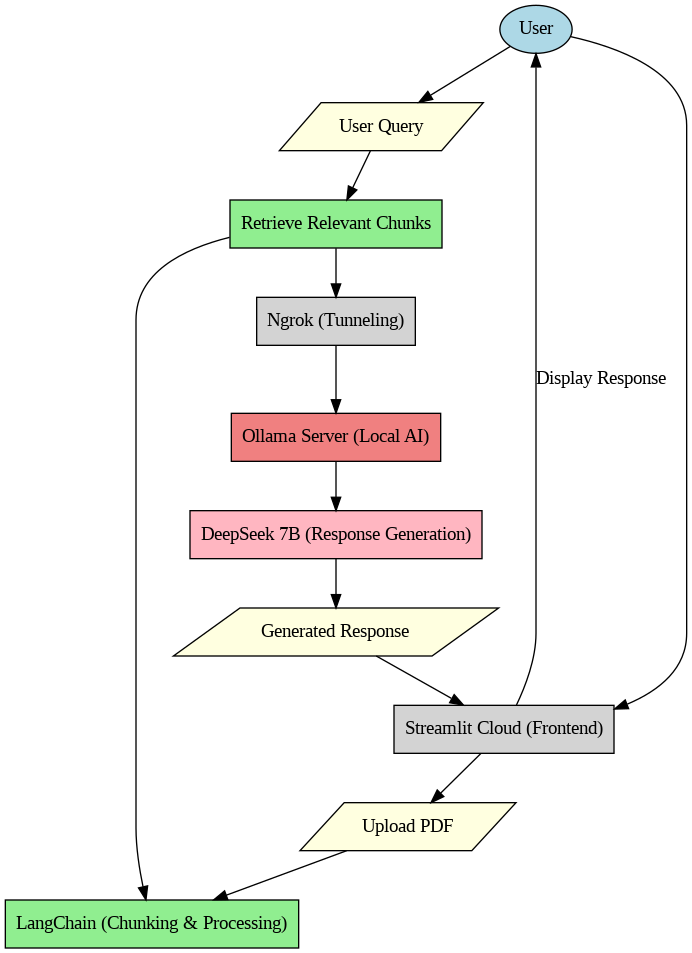 User
User Query
Retrieve Relevant Chunks
Ngrok (Tunneling)
Display Response
Ollama Server (Local AI)
DeepSeek 7B (Response Generation)
Generated Response
Streamlit Cloud (Frontend)
Upload PDF
LangChain (Chunking & Processing)